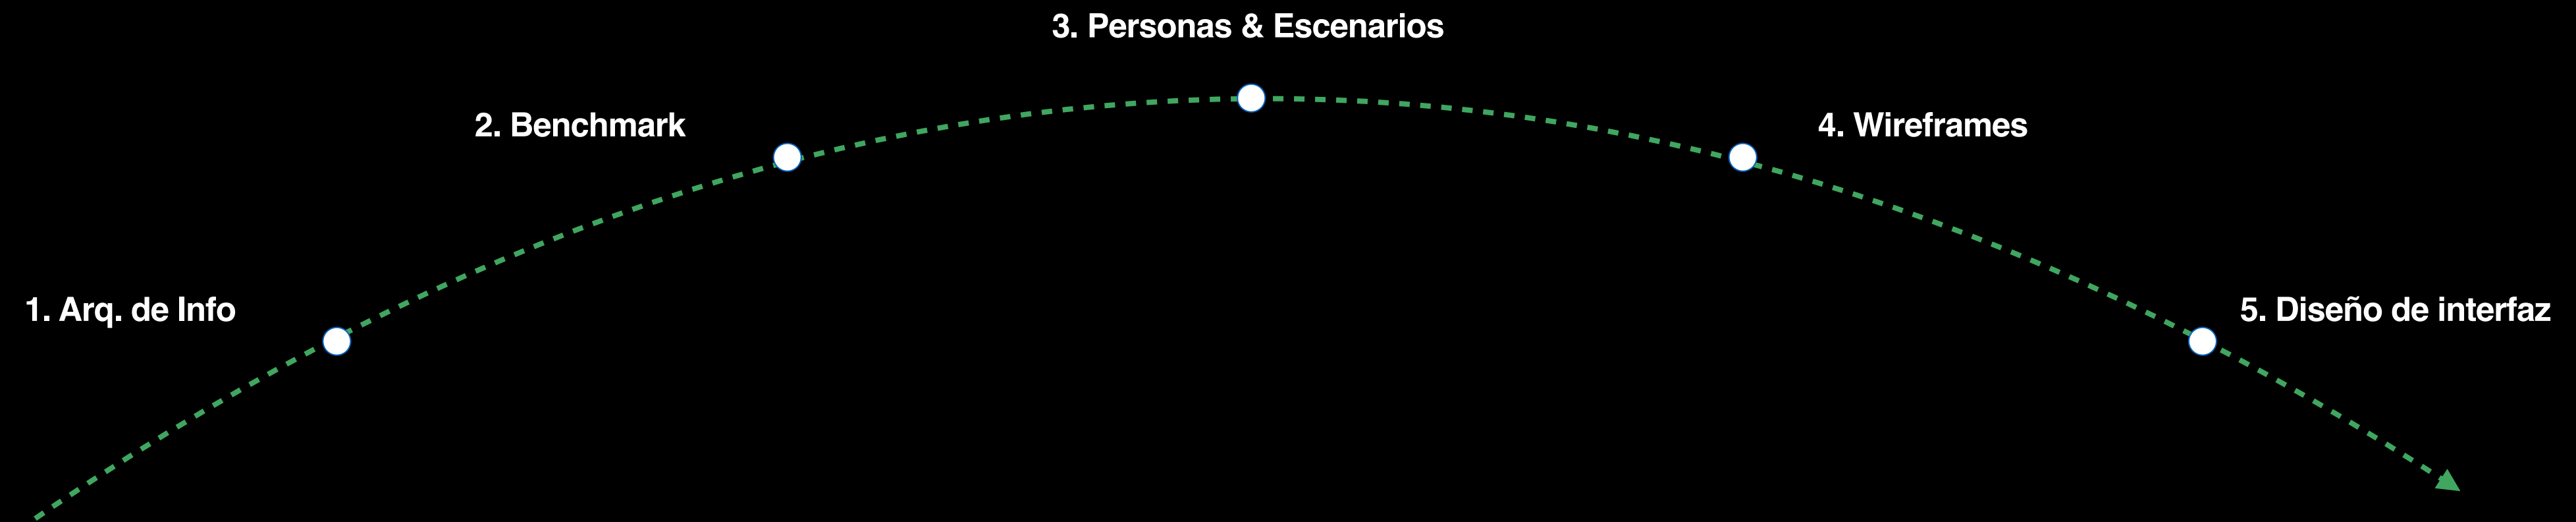 1. Arq. de Info
2. Benchmark
3. Personas & Escenarios
4. Wireframes
5. Diseño de interfaz